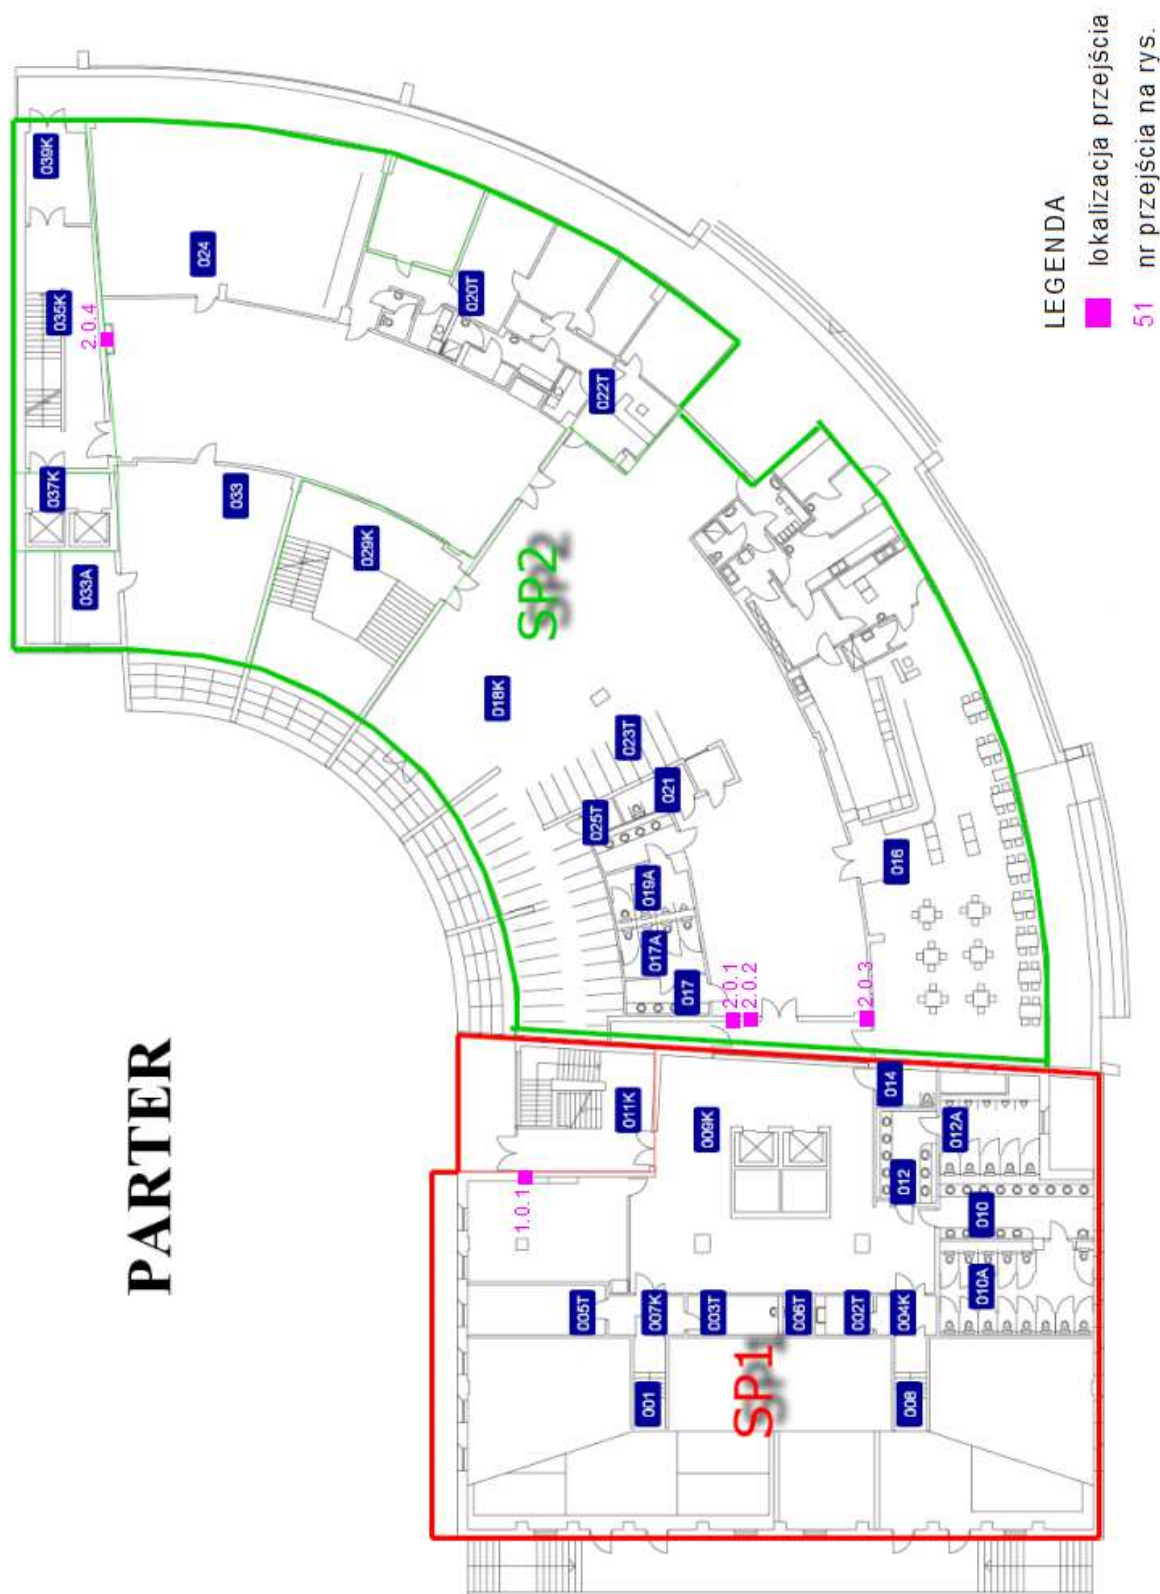 PARTER
039K
024
035K
2.0.4
020T
022T
037K
033
029K
033A
SP2
018K
023T
021
025T
019A
017A
017
016
2.0.1
2.0.2
2.0.3
014
012A
011K
009K
012
010
1.0.1
010A
005T
007K
003T
006T
002T
004K
SP1
001
008
LEGENDA
lokalizacja przejścia
51 nr przejścia na rys.